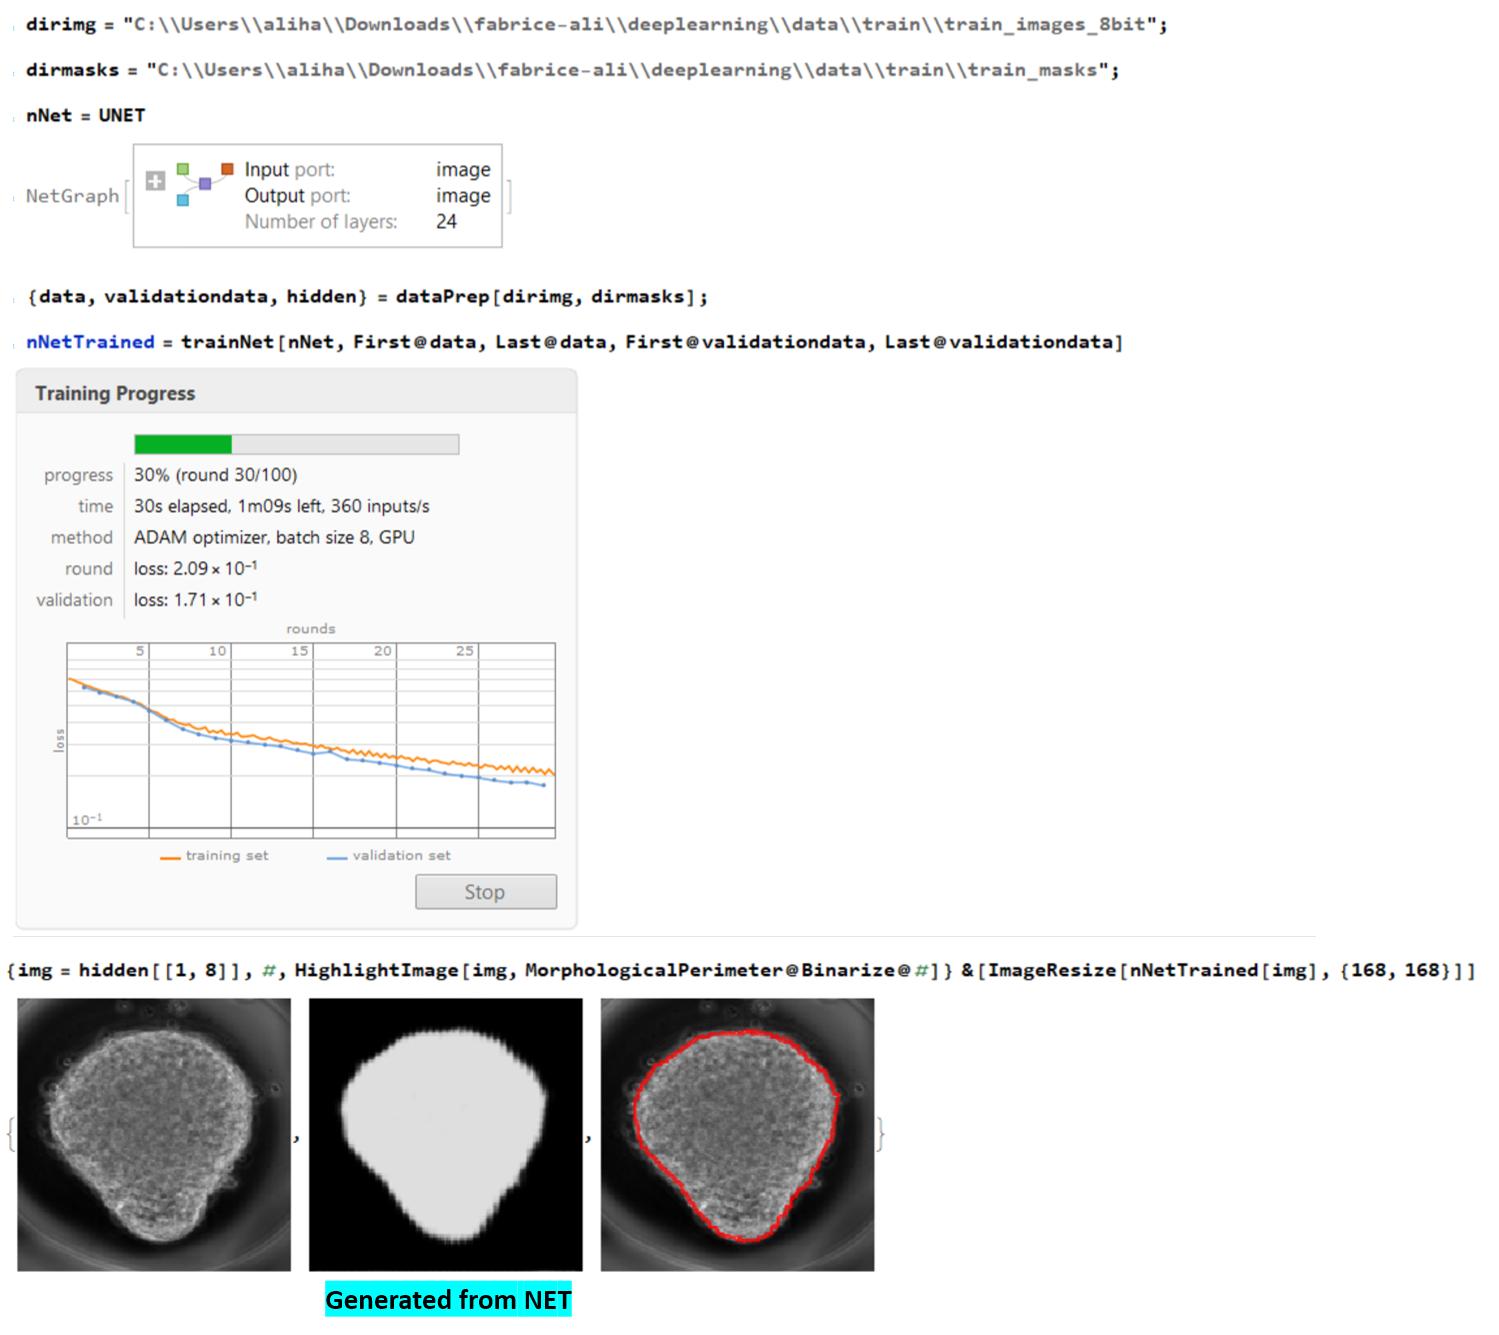 dirimg = "C:\\Users\\aliha\\Downloads\\fabrice-ali\\deeplearning\\data\\train\\train_images_8bit";
dirmasks = "C:\\Users\\aliha\\Downloads\\fabrice-ali\\deeplearning\\data\\train\\train_masks";
nNet = UNET
NetGraph[
Input port: image
Output port: image
Number of layers: 24
]
{data, validationdata, hidden} = dataPrep[dirimg, dirmasks];
nNetTrained = trainNet[nNet, First@data, Last@data, First@validationdata, Last@validationdata]
Training Progress
progress 30% (round 30/100)
time 30s elapsed, 1m09s left, 360 inputs/s
method ADAM optimizer, batch size 8, GPU
round loss: 2.09 × 10⁻¹
validation loss: 1.71 × 10⁻¹
rounds
5 10 15 20 25
loss
10⁻¹
training set validation set
Stop
{img = hidden[[1, 8]], #, HighlightImage[img, MorphologicalPerimeter@Binarize@#]} &[ImageResize[nNetTrained[img], {168, 168}]]
{ , , }
Generated from NET